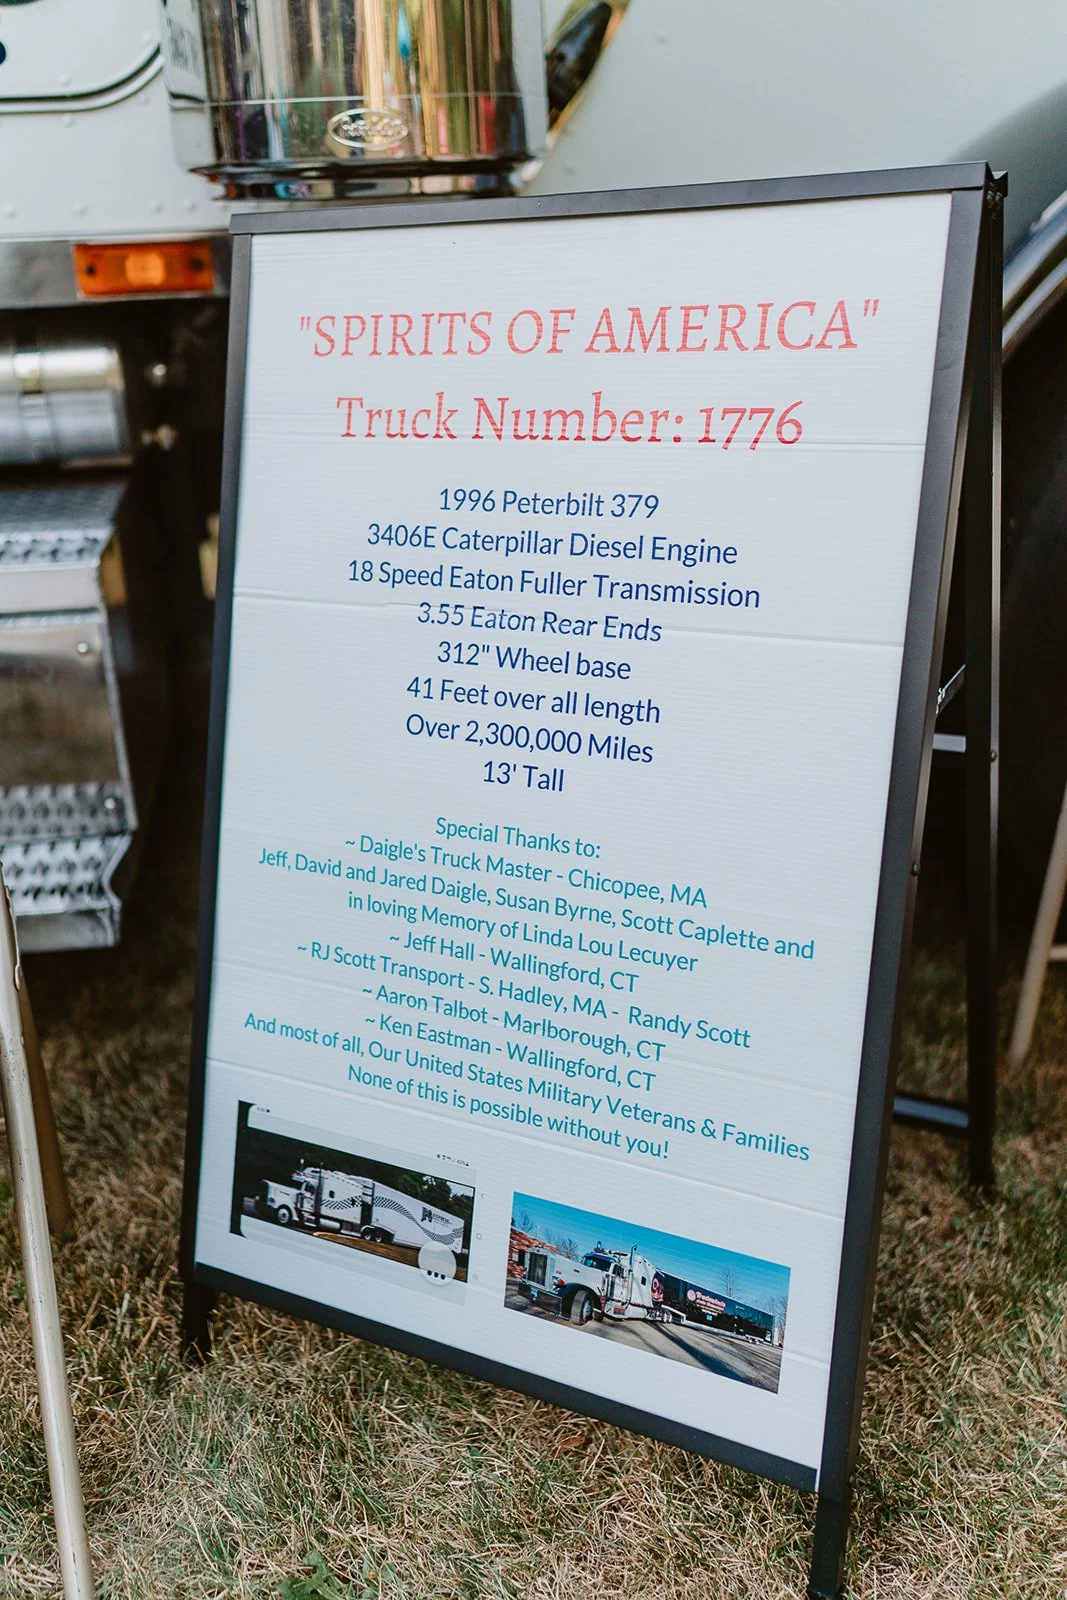 "SPIRITS OF AMERICA"
Truck Number: 1776
1996 Peterbilt 379
3406E Caterpillar Diesel Engine
18 Speed Eaton Fuller Transmission
3.55 Eaton Rear Ends
312" Wheel base
41 Feet over all length
Over 2,300,000 Miles
13' Tall
Special Thanks to:
~ Daigle's Truck Master - Chicopee, MA
Jeff, David and Jared Daigle, Susan Byrne, Scott Caplette and
in loving Memory of Linda Lou Lecuyer
~ Jeff Hall - Wallingford, CT
~ RJ Scott Transport - S. Hadley, MA - Randy Scott
~ Aaron Talbot - Marlborough, CT
~ Ken Eastman - Wallingford, CT
And most of all, Our United States Military Veterans & Families
None of this is possible without you!